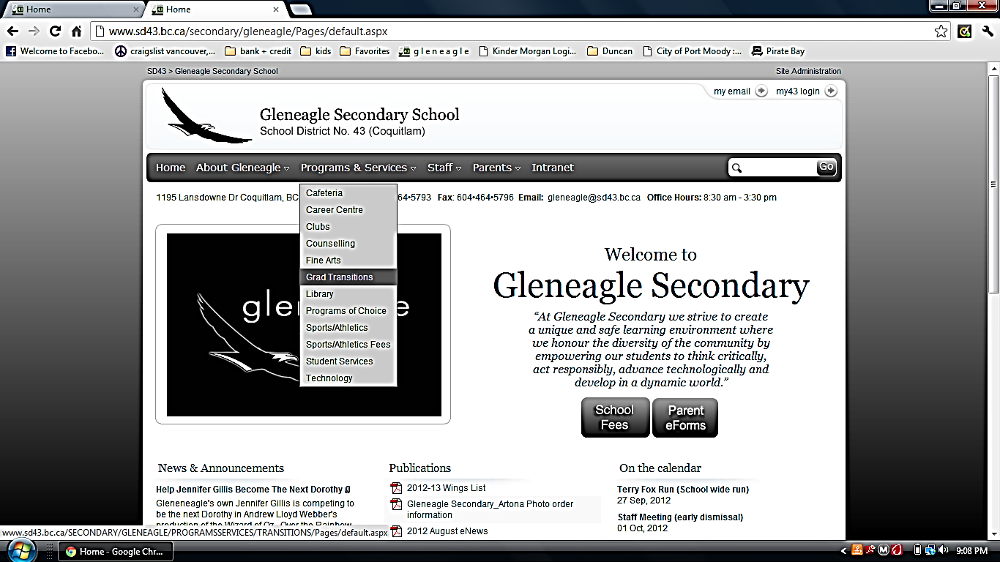 Home
Home
www.sd43.bc.ca/secondary/gleneagle/Pages/default.aspx
Welcome to Facebo...
craigslist vancouver,...
bank + credit
kids
Favorites
g l e n e a g l e
Kinder Morgan Logi...
Duncan
City of Port Moody :...
Pirate Bay
SD43 > Gleneagle Secondary School
Site Administration
my email
my43 login
Gleneagle Secondary School
School District No. 43 (Coquitlam)
Home
About Gleneagle
Programs & Services
Staff
Parents
Intranet
Go
1195 Lansdowne Dr Coquitlam, BC
64•5793 Fax: 604•464•5796 Email: gleneagle@sd43.bc.ca Office Hours: 8:30 am - 3:30 pm
Cafeteria
Career Centre
Clubs
Counselling
Fine Arts
Grad Transitions
Library
Programs of Choice
Sports/Athletics
Sports/Athletics Fees
Student Services
Technology
gle
e
Welcome to
Gleneagle Secondary
“At Gleneagle Secondary we strive to create
a unique and safe learning environment where
we honour the diversity of the community by
empowering our students to think critically,
act responsibly, advance technologically and
develop in a dynamic world.”
School
Fees
Parent
eForms
News & Announcements
Help Jennifer Gillis Become The Next Dorothy
Gleneneagle's own Jennifer Gillis is competing to
be the next Dorothy in Andrew Lloyd Webber's
production of the Wizard of Oz, Over the Rainbow
Publications
2012-13 Wings List
Gleneagle Secondary_Artona Photo order
information
2012 August eNews
On the calendar
Terry Fox Run (School wide run)
27 Sep, 2012
Staff Meeting (early dismissal)
01 Oct, 2012
www.sd43.bc.ca/SECONDARY/GLENEAGLE/PROGRAMSSERVICES/TRANSITIONS/Pages/default.aspx
Home - Google Chr...
9:08 PM